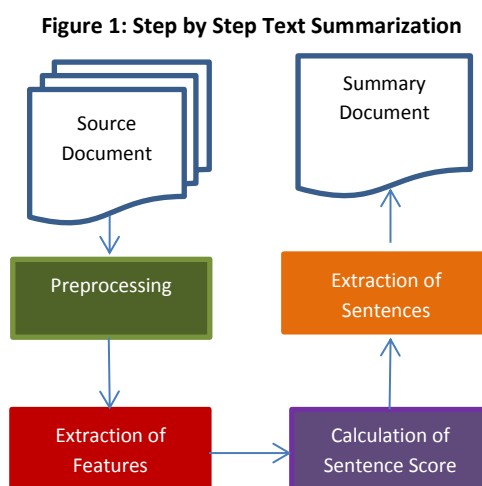 Figure 1: Step by Step Text Summarization
Source
Document
Preprocessing
Extraction of
Features
Calculation of
Sentence Score
Extraction of
Sentences
Summary
Document